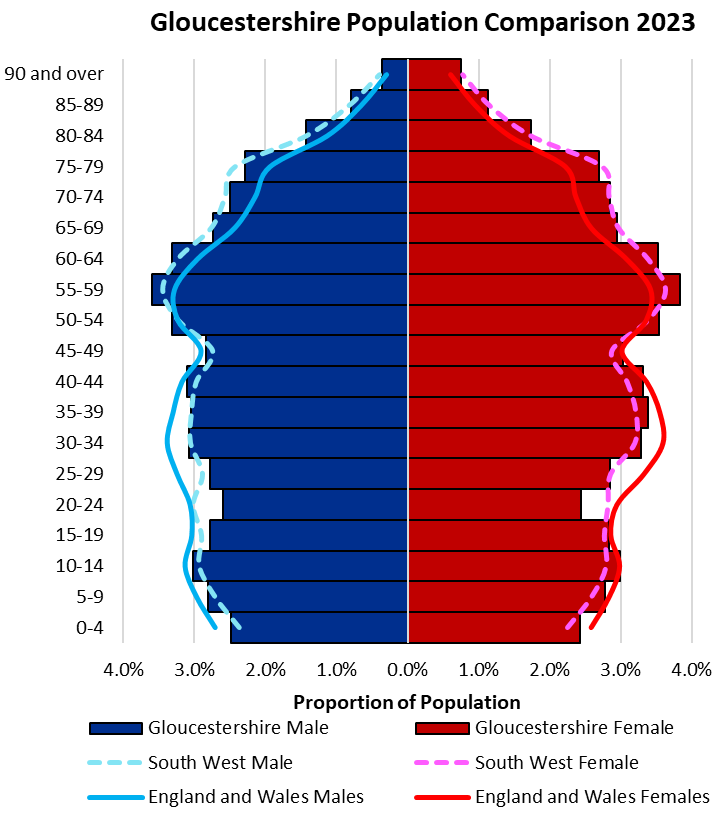 Gloucestershire Population Comparison 2023
90 and over
85-89
80-84
75-79
70-74
65-69
60-64
55-59
50-54
45-49
40-44
35-39
30-34
25-29
20-24
15-19
10-14
5-9
0-4
4.0% 3.0% 2.0% 1.0% 0.0% 1.0% 2.0% 3.0% 4.0%
Proportion of Population
Gloucestershire Male Gloucestershire Female
South West Male South West Female
England and Wales Males England and Wales Females